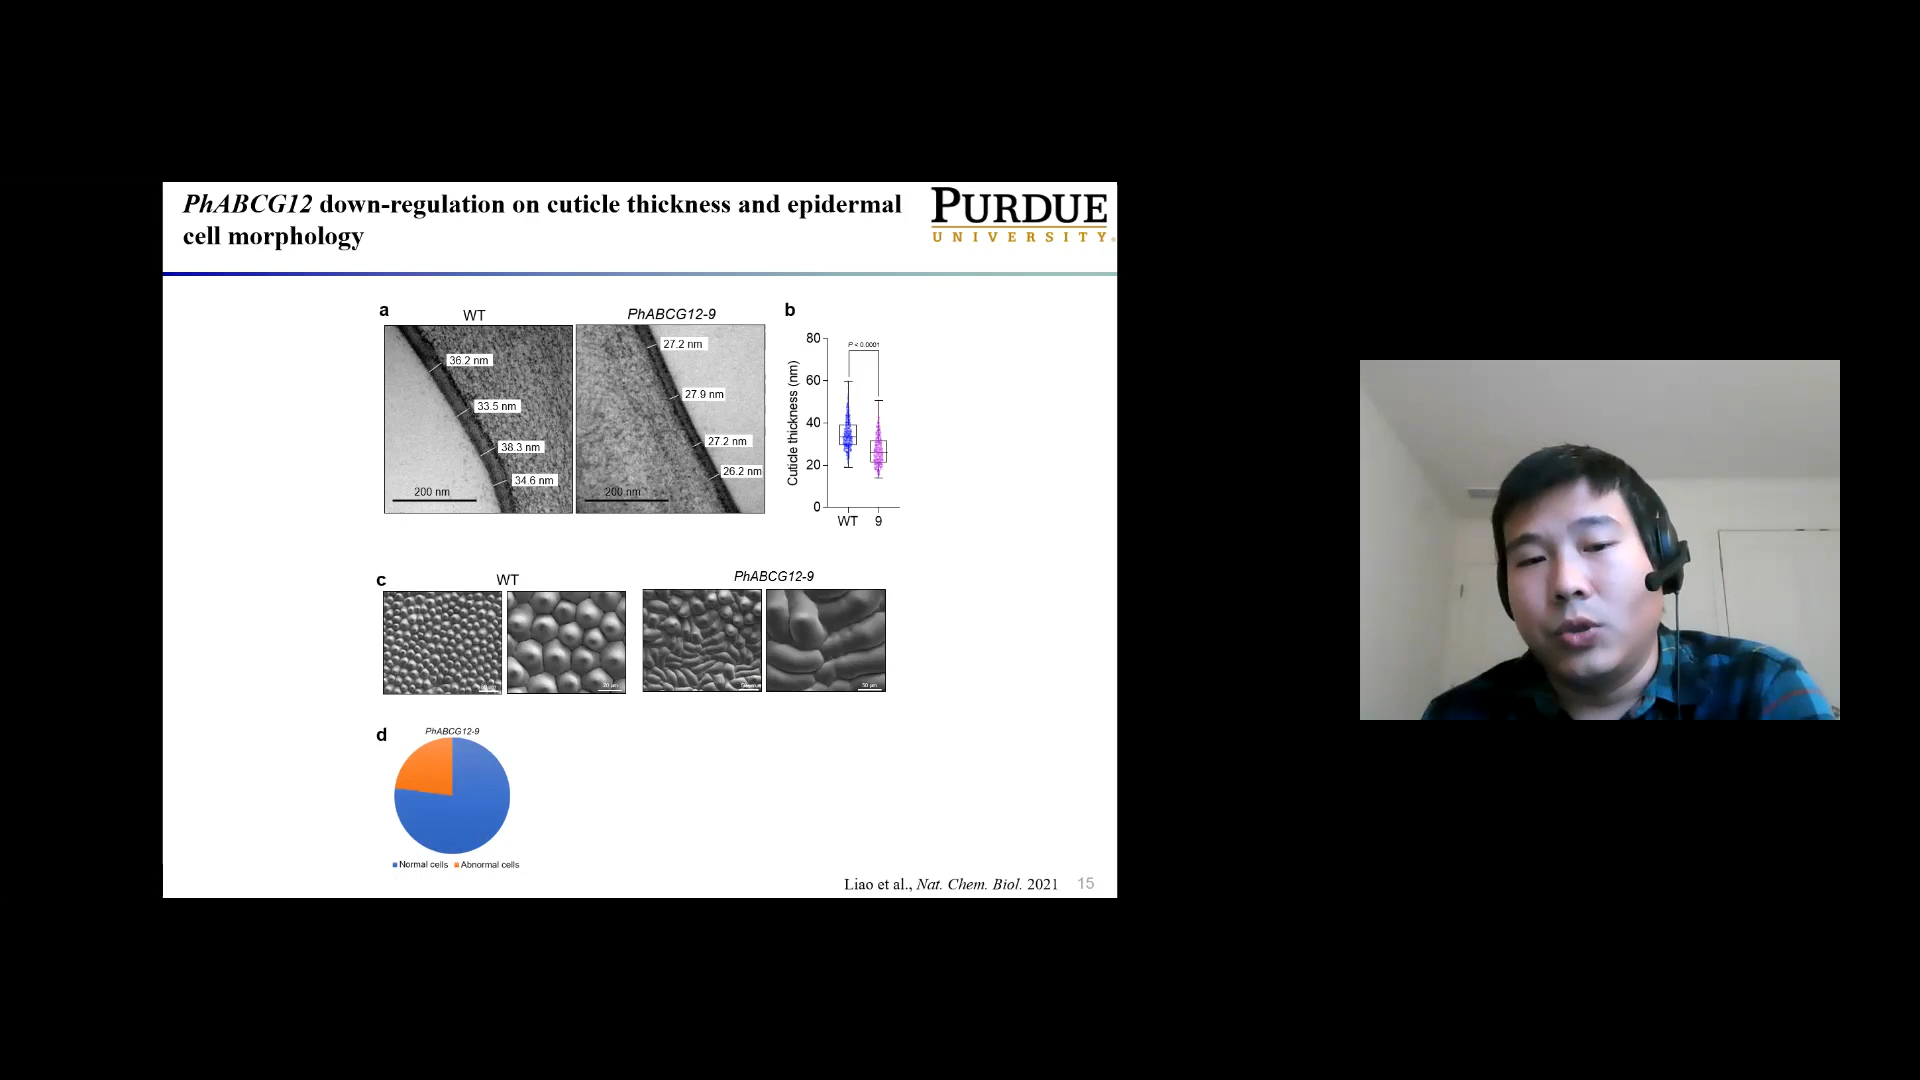 PhABCG12 down-regulation on cuticle thickness and epidermal
cell morphology
PURDUE
UNIVERSITY®
a
WT
PhABCG12-9
36.2 nm
33.5 nm
38.3 nm
34.6 nm
200 nm
27.2 nm
27.9 nm
27.2 nm
26.2 nm
200 nm
b
Cuticle thickness (nm)
80
60
40
20
0
P < 0.0001
WT 9
c
WT
PhABCG12-9
d
PhABCG12-9
Normal cells Abnormal cells
Liao et al., Nat. Chem. Biol. 2021
15